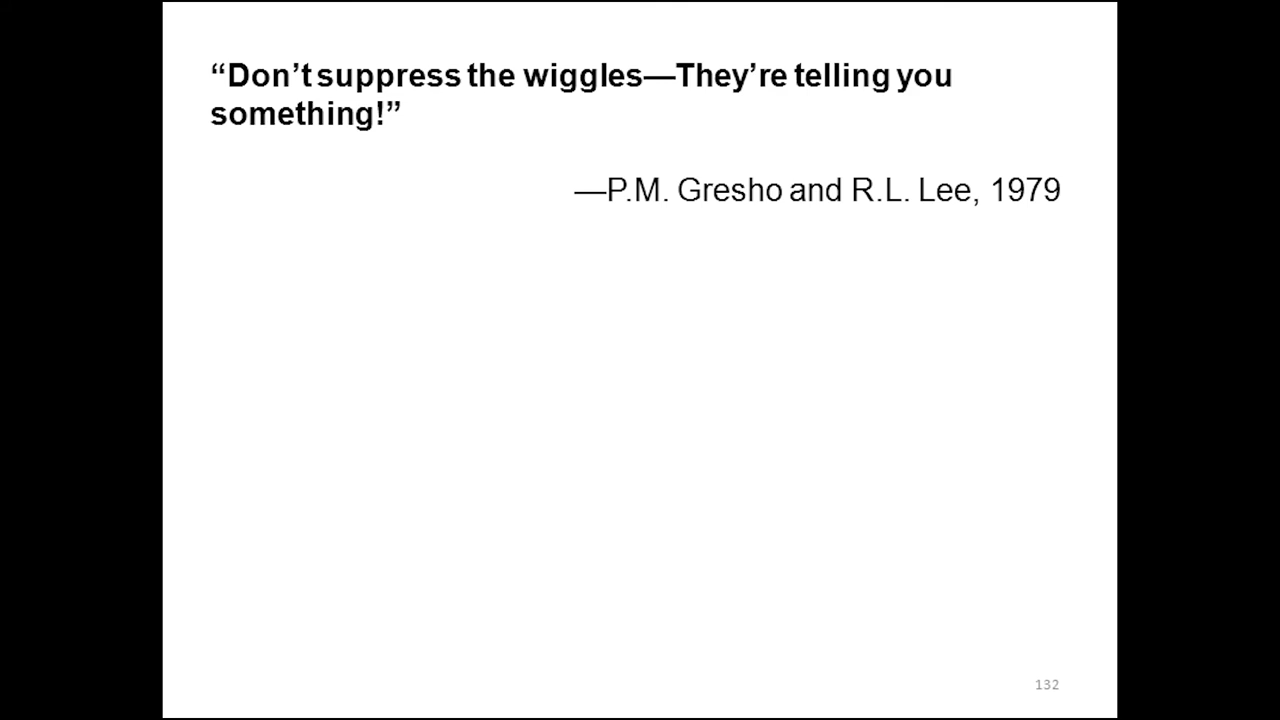 “Don’t suppress the wiggles—They’re telling you
something!”
—P.M. Gresho and R.L. Lee, 1979
132